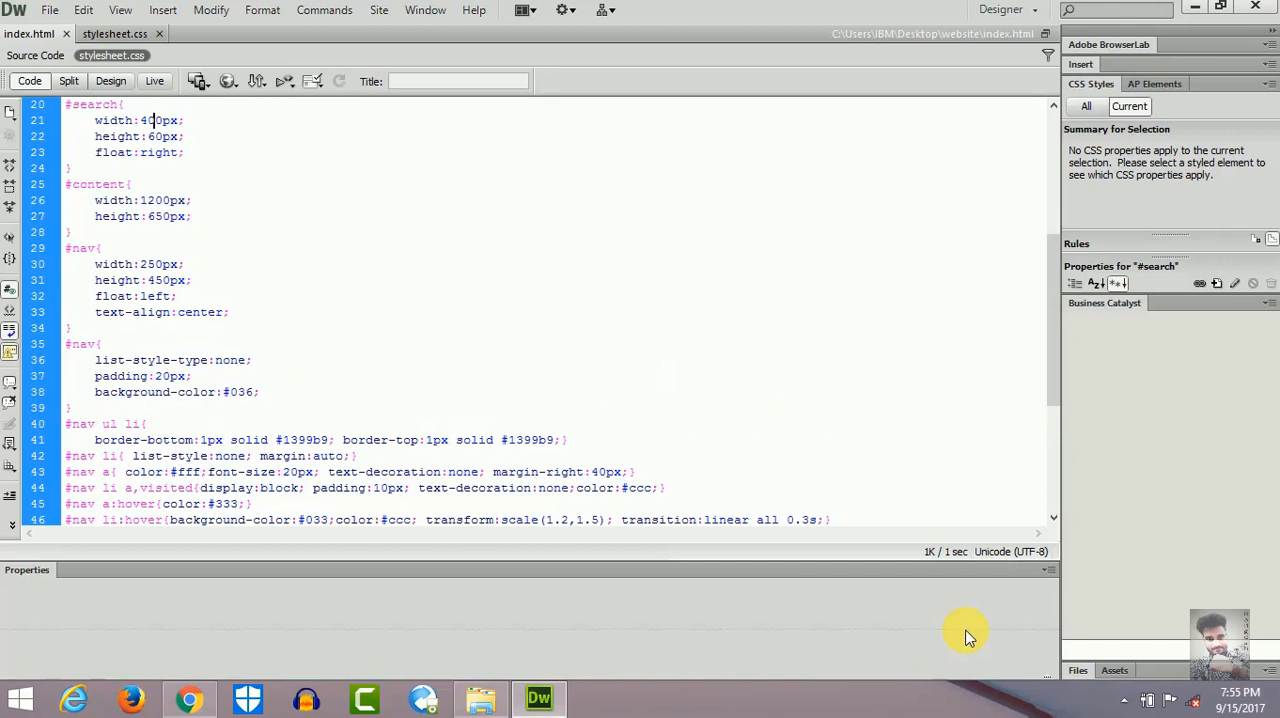 Dw File Edit View Insert Modify Format Commands Site Window Help Designer
index.html stylesheet.css C:\Users\IBM\Desktop\website\index.html
Source Code stylesheet.css
Code Split Design Live Title:
20 #search{
21 width:400px;
22 height:60px;
23 float:right;
24 }
25 #content{
26 width:1200px;
27 height:650px;
28 }
29 #nav{
30 width:250px;
31 height:450px;
32 float:left;
33 text-align:center;
34 }
35 #nav{
36 list-style-type:none;
37 padding:20px;
38 background-color:#036;
39 }
40 #nav ul li{
41 border-bottom:1px solid #1399b9; border-top:1px solid #1399b9;}
42 #nav li{ list-style:none; margin:auto;}
43 #nav a{ color:#fff;font-size:20px; text-decoration:none; margin-right:40px;}
44 #nav li a,visited{display:block; padding:10px; text-decoration:none;color:#ccc;}
45 #nav a:hover{color:#333;}
46 #nav li:hover{background-color:#033;color:#ccc; transform:scale(1.2,1.5); transition:linear all 0.3s;}
1K / 1 sec Unicode (UTF-8)
Properties
Adobe BrowserLab
Insert
CSS Styles AP Elements
All Current
Summary for Selection
No CSS properties apply to the current
selection. Please select a styled element to
see which CSS properties apply.
Rules
Properties for "#search"
Business Catalyst
Files Assets
Dw
7:55 PM
9/15/2017